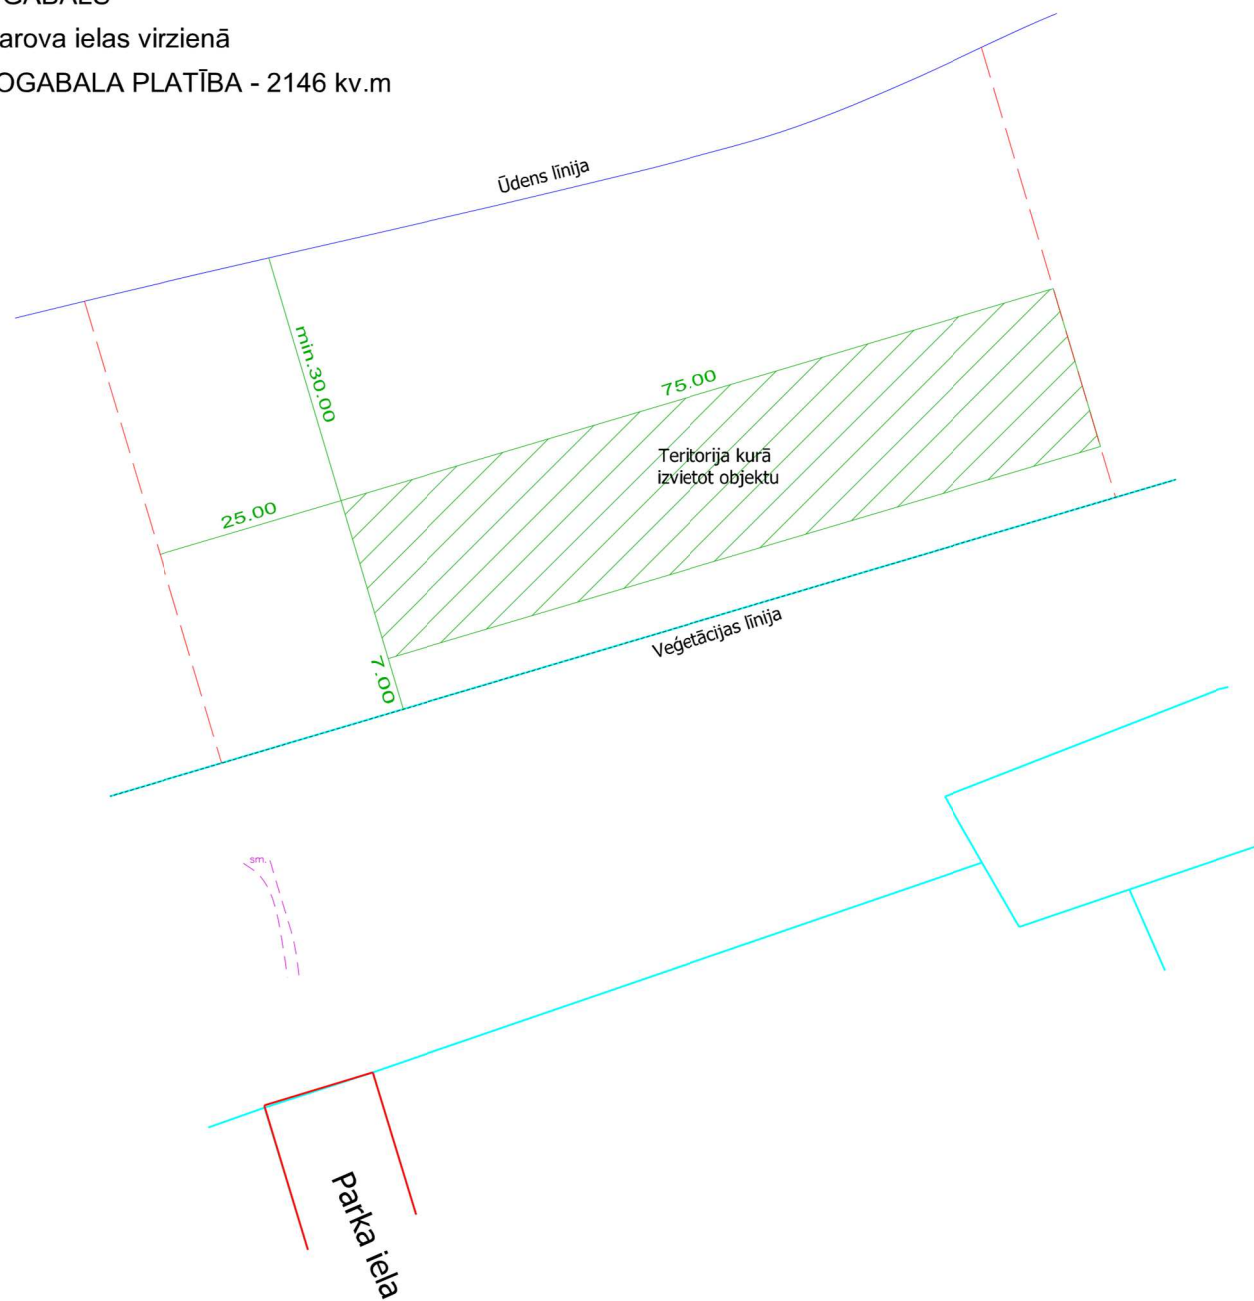 arova ielas virzienā
OGABALA PLATĪBA - 2146 kv.m
Ūdens līnija
min.30.00
75.00
Teritorija kurā
izvietot objektu
25.00
7.00
Veģetācijas līnija
sm.
Parka iela